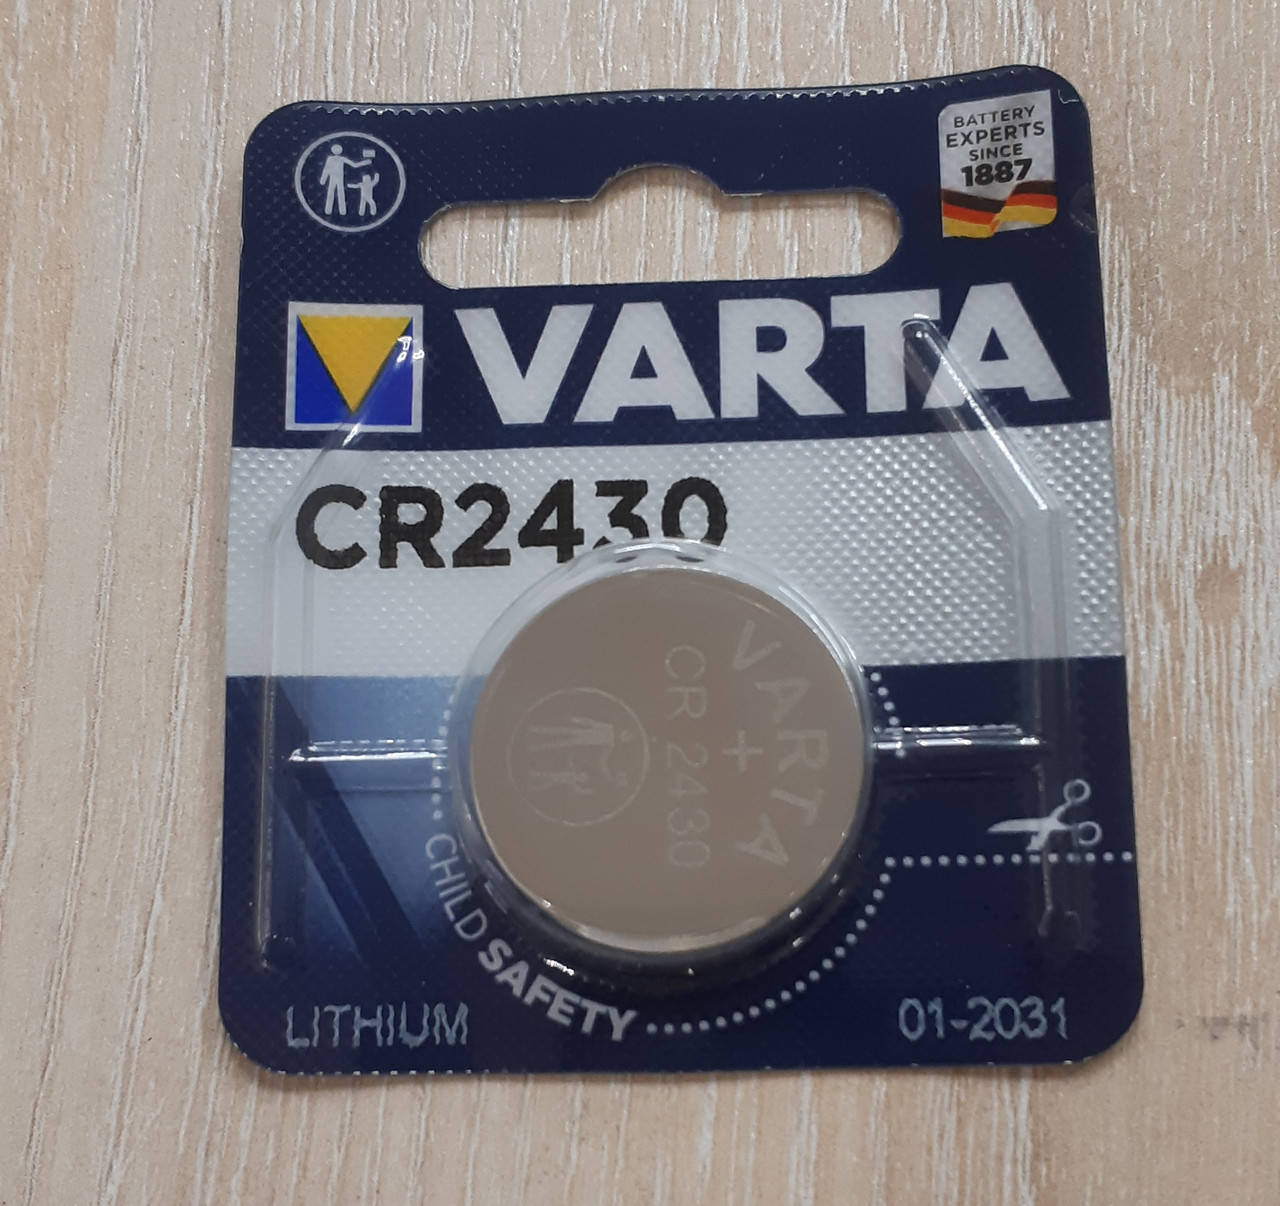 BATTERY
EXPERTS
SINCE
1887
VARTA
CR2430
VARTA
+
CR 2430
CHILD SAFETY
LITHIUM
01-2031